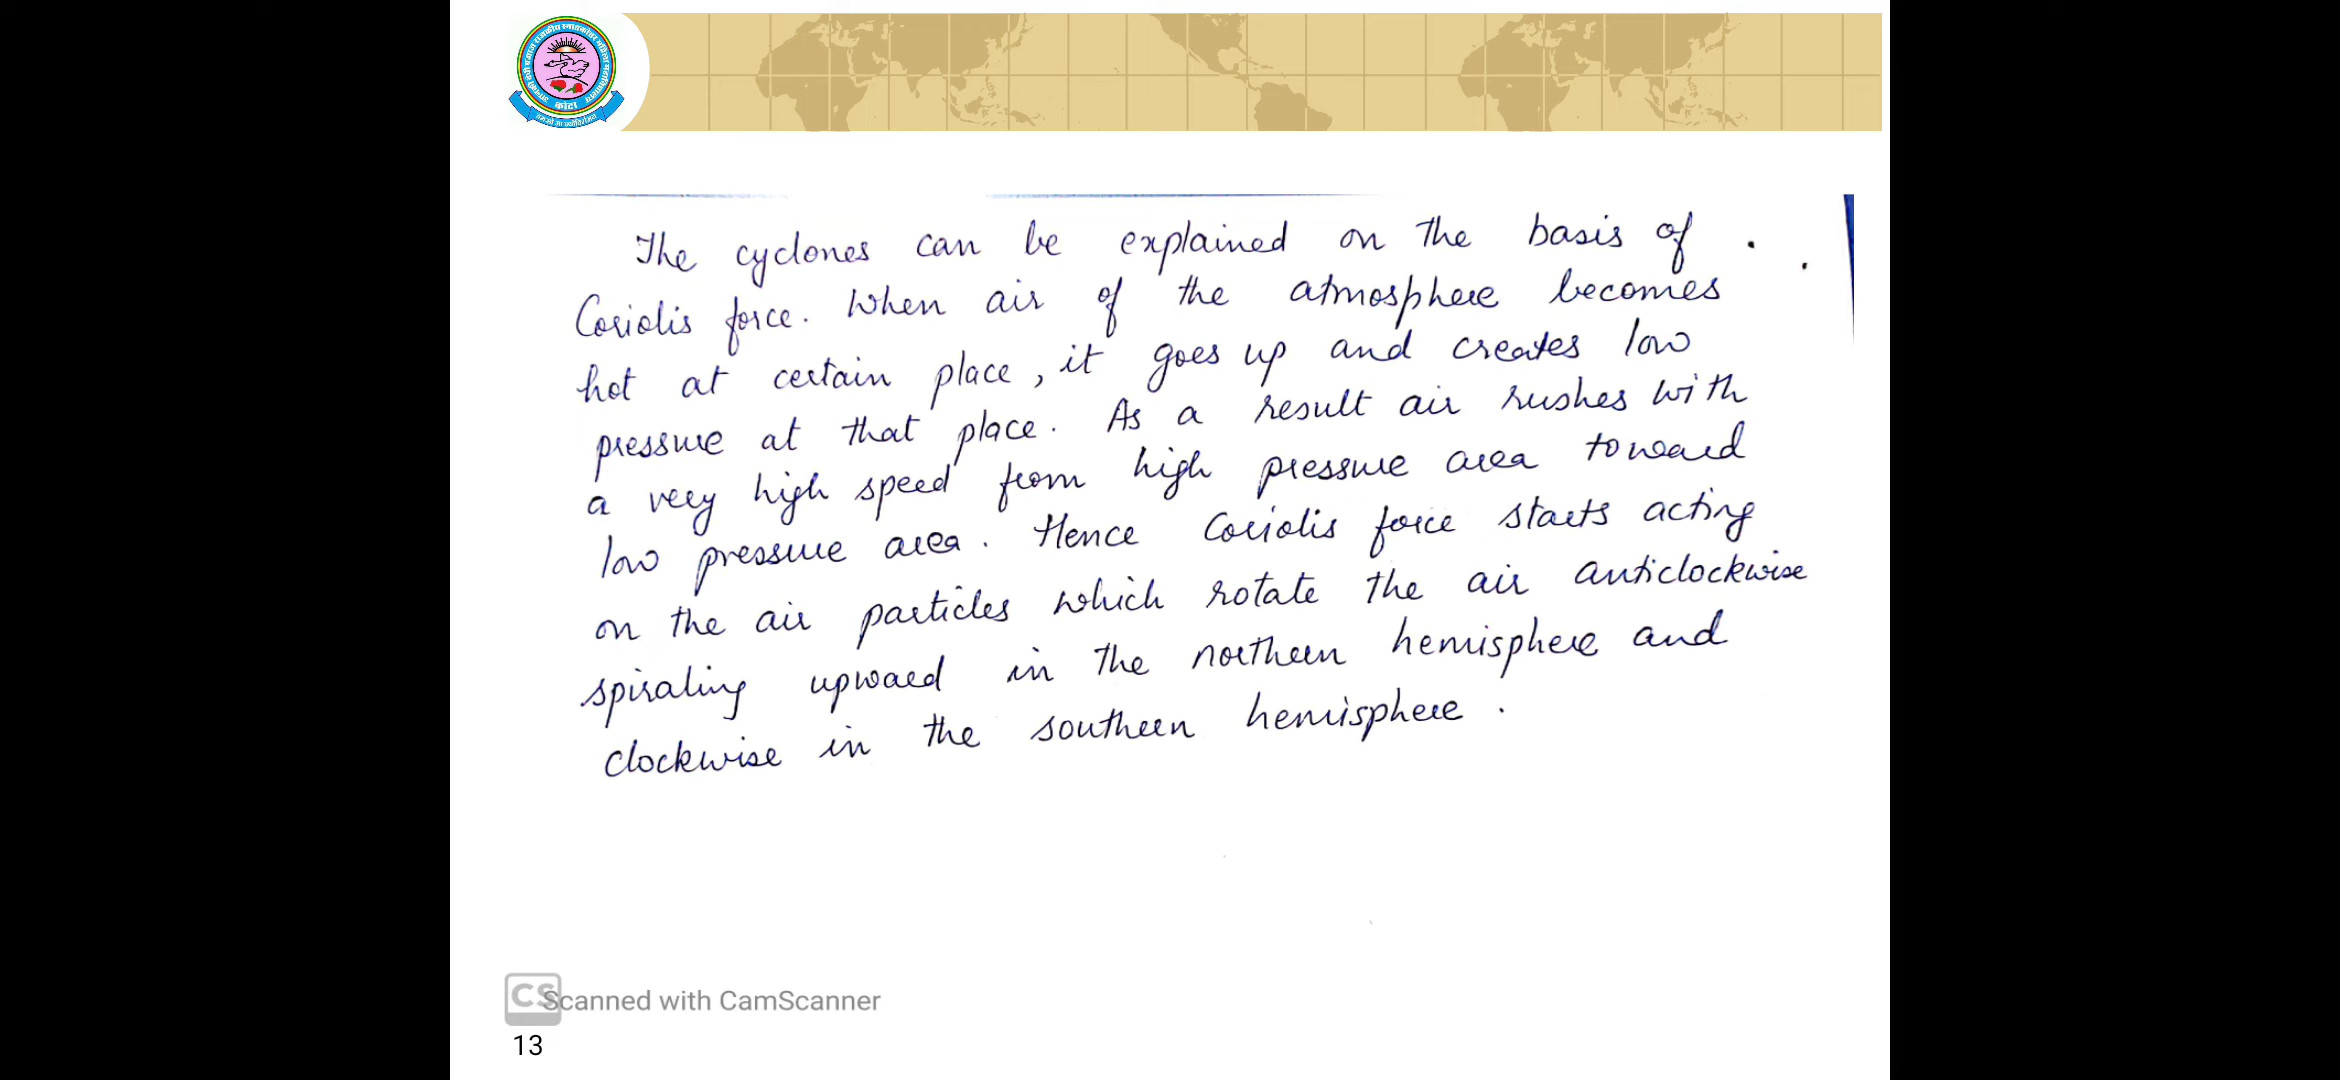 कोटा
The cyclones can be explained on the basis of
Coriolis force. When air of the atmosphere becomes
hot at certain place, it goes up and creates low
pressure at that place. As a result air rushes with
a very high speed from high pressure area toward
low pressure area. Hence Coriolis force starts acting
on the air particles which rotate the air anticlockwise
spiraling upward in the northern hemisphere and
clockwise in the southern hemisphere.
CS Scanned with CamScanner
13